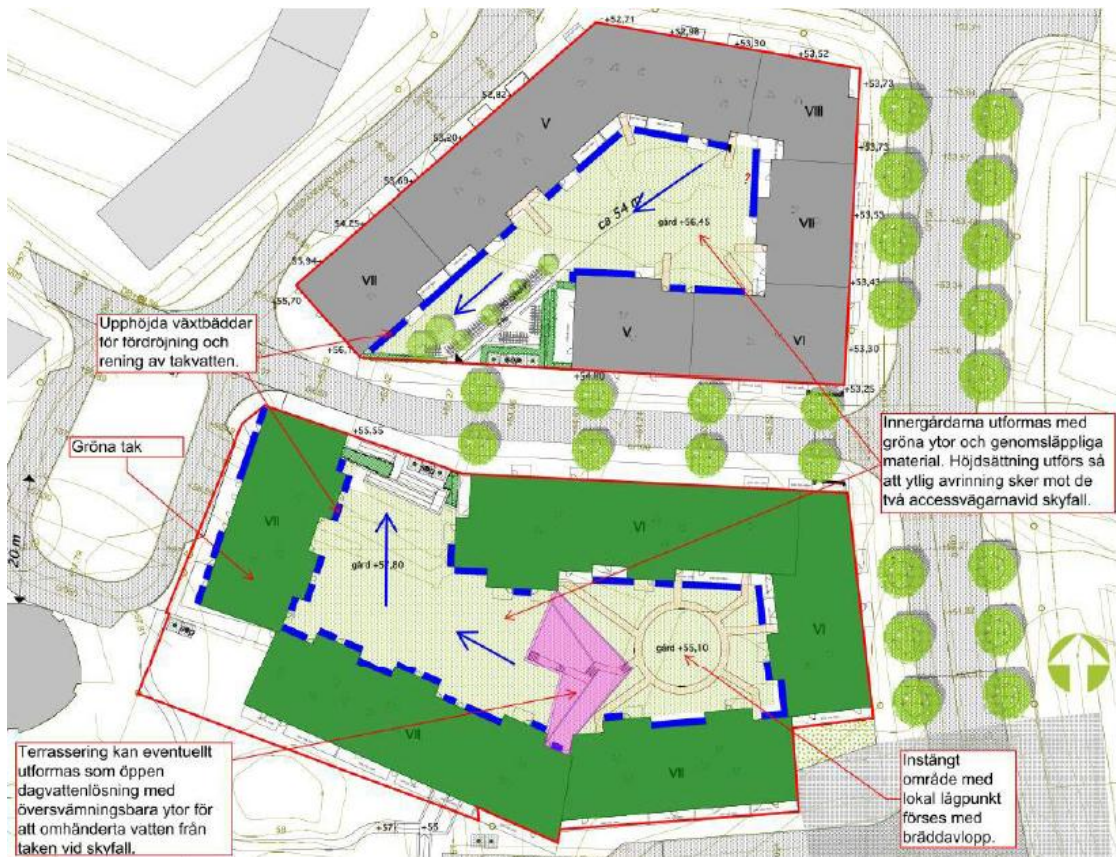 +52,71
+52,98
+53,30
+53,52
+53,73
52,82
V
VIII
53,20
+53,73
53,69
?
54,25
ca 54 m
VII
+53,53
gård +56,45
55,94
VII
+53,43
+55,70
V
VI
Upphöjda växtbäddar
för fördröjning och
rening av takvatten.
+53,30
+54,80
+53,25
Gröna tak
+55,55
Innergårdarna utformas med
gröna ytor och genomsläppliga
material. Höjdsättning utförs så
att ytlig avrinning sker mot de
två accessvägarnavid skyfall.
VII
VI
20 m
VI
gård +55,10
VII
VII
Terrassering kan eventuellt
utformas som öppen
dagvattenlösning med
översvämningsbara ytor för
att omhänderta vatten från
taken vid skyfall.
Instängt
område med
lokal lågpunkt
förses med
bräddavlopp.
+55